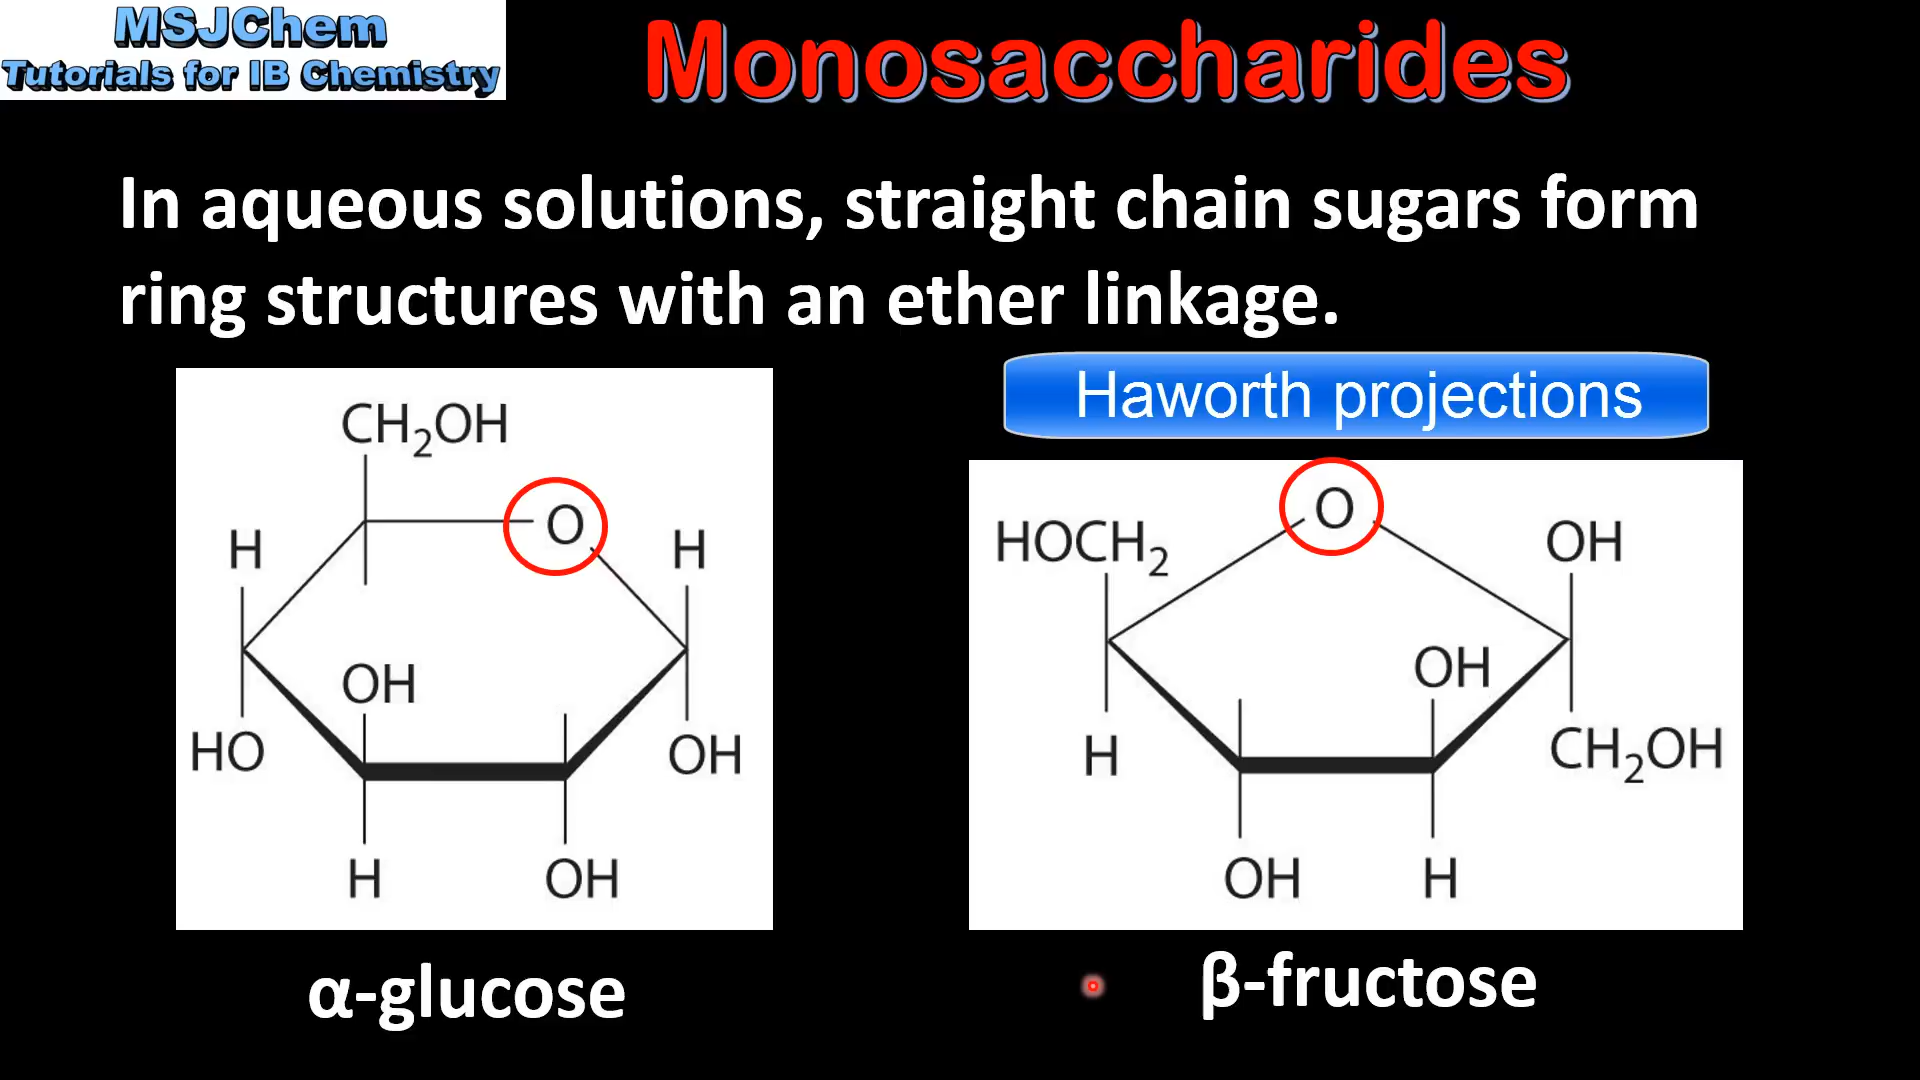 MSJChem
Tutorials for IB Chemistry
Monosaccharides
In aqueous solutions, straight chain sugars form
ring structures with an ether linkage.
Haworth projections
CH₂OH
O
H
H
OH
HO
OH
H
OH
α-glucose
O
HOCH₂
OH
OH
H
CH₂OH
OH
H
β-fructose